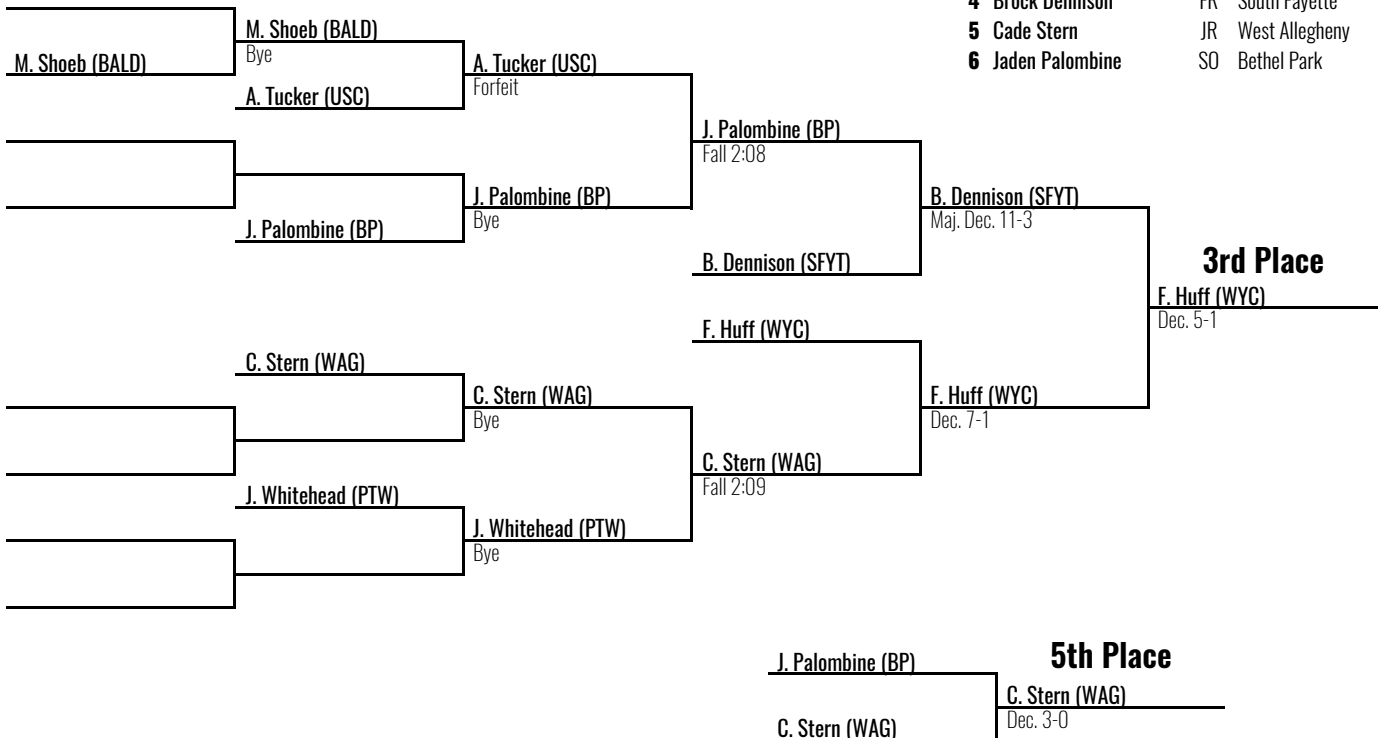 4 Brock Dennison FR South Fayette
5 Cade Stern JR West Allegheny
6 Jaden Palombine SO Bethel Park
M. Shoeb (BALD)
Bye
M. Shoeb (BALD)
A. Tucker (USC)
Forfeit
A. Tucker (USC)
J. Palombine (BP)
Fall 2:08
J. Palombine (BP)
Bye
J. Palombine (BP)
B. Dennison (SFYT)
Maj. Dec. 11-3
B. Dennison (SFYT)
3rd Place
F. Huff (WYC)
Dec. 5-1
F. Huff (WYC)
C. Stern (WAG)
C. Stern (WAG)
Bye
F. Huff (WYC)
Dec. 7-1
C. Stern (WAG)
Fall 2:09
J. Whitehead (PTW)
J. Whitehead (PTW)
Bye
5th Place
J. Palombine (BP)
C. Stern (WAG)
Dec. 3-0
C. Stern (WAG)